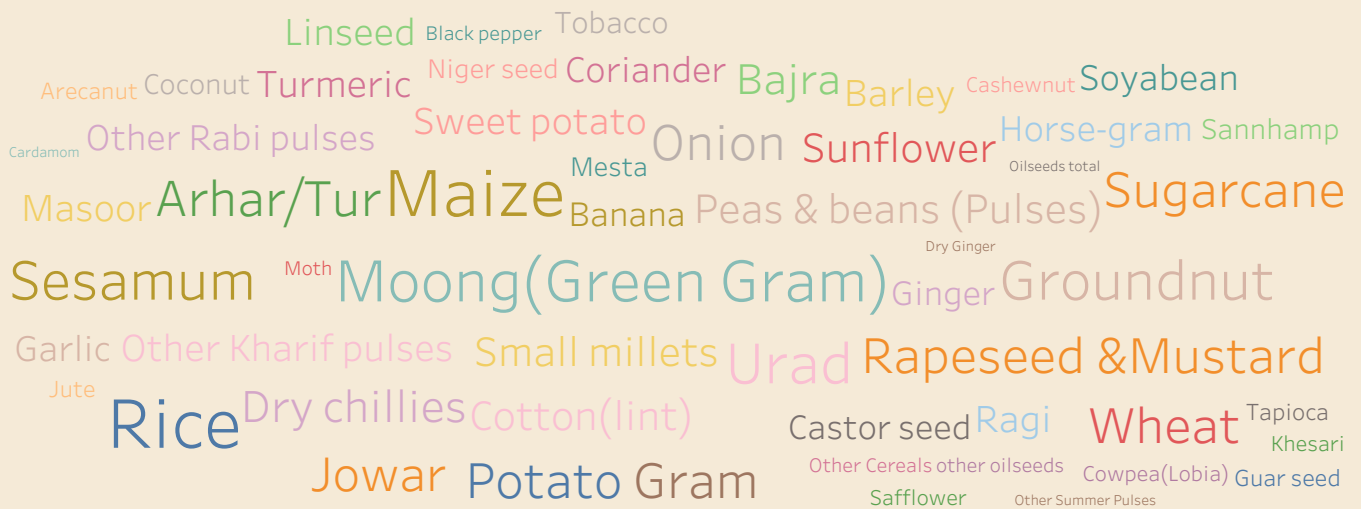 Linseed
Black pepper
Tobacco
Arecanut
Coconut
Turmeric
Niger seed
Coriander
Bajra
Barley
Cashewnut
Soyabean
Cardamom
Other Rabi pulses
Sweet potato
Mesta
Onion
Sunflower
Horse-gram
Sannhamp
Oilseeds total
Masoor
Arhar/Tur
Maize
Banana
Peas & beans (Pulses)
Sugarcane
Dry Ginger
Sesamum
Moth
Moong(Green Gram)
Ginger
Groundnut
Garlic
Other Kharif pulses
Small millets
Urad
Rapeseed &Mustard
Jute
Rice
Dry chillies
Cotton(lint)
Castor seed
Ragi
Wheat
Tapioca
Khesari
Jowar
Potato
Gram
Other Cereals
other oilseeds
Cowpea(Lobia)
Guar seed
Safflower
Other Summer Pulses